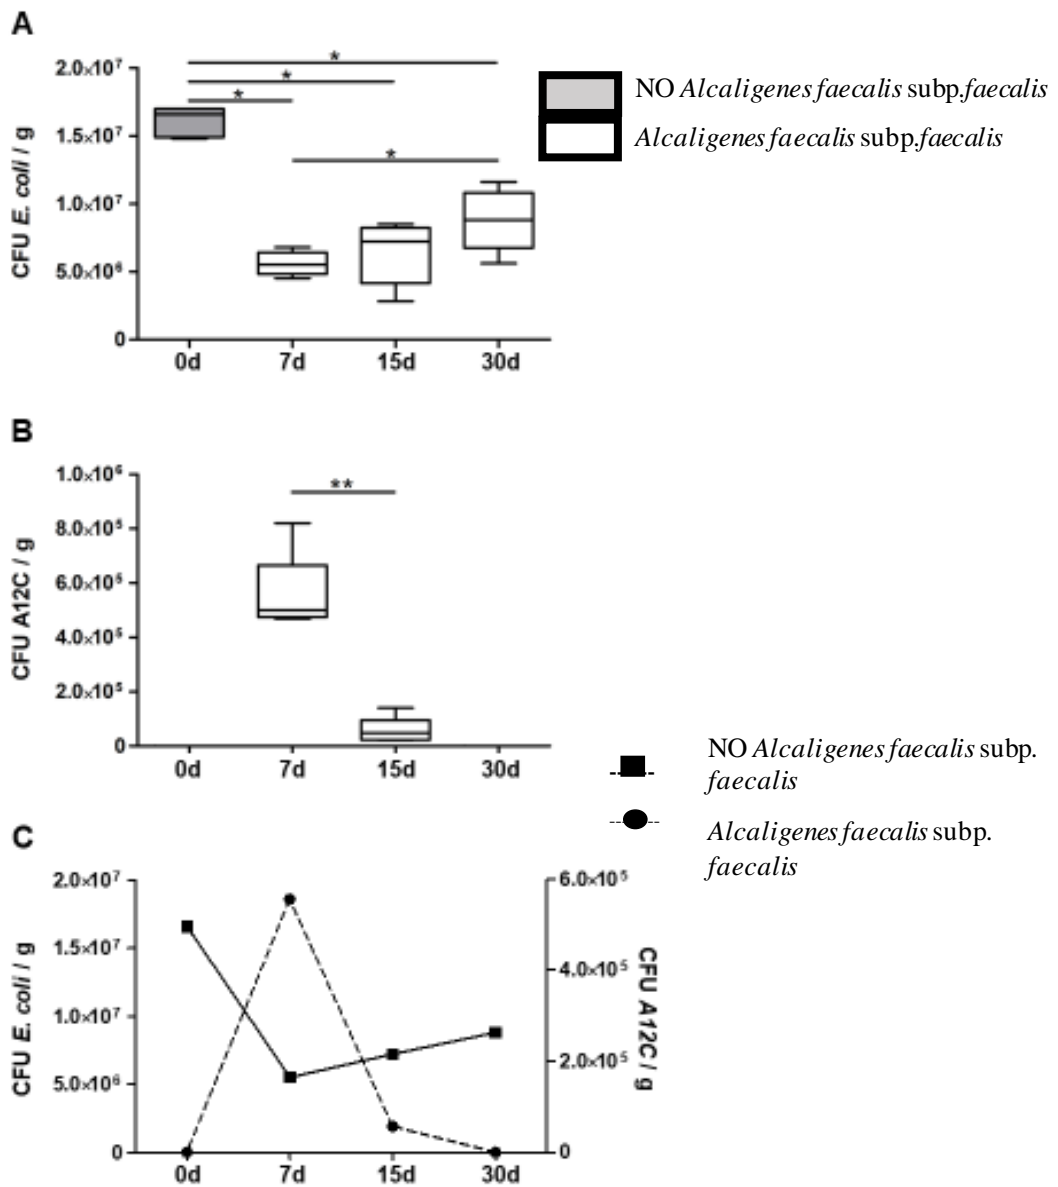 A
*
*
*
*
2.0×10⁷
1.5×10⁷
1.0×10⁷
5.0×10⁶
0
CFU E. coli / g
0d 7d 15d 30d
NO Alcaligenes faecalis subp.faecalis
Alcaligenes faecalis subp.faecalis
B
**
1.0×10⁶
8.0×10⁵
6.0×10⁵
4.0×10⁵
2.0×10⁵
0
CFU A12C / g
0d 7d 15d 30d
NO Alcaligenes faecalis subp.
faecalis
Alcaligenes faecalis subp.
faecalis
C
2.0×10⁷
1.5×10⁷
1.0×10⁷
5.0×10⁶
0
CFU E. coli / g
6.0×10⁵
4.0×10⁵
2.0×10⁵
0
CFU A12C / g
0d 7d 15d 30d